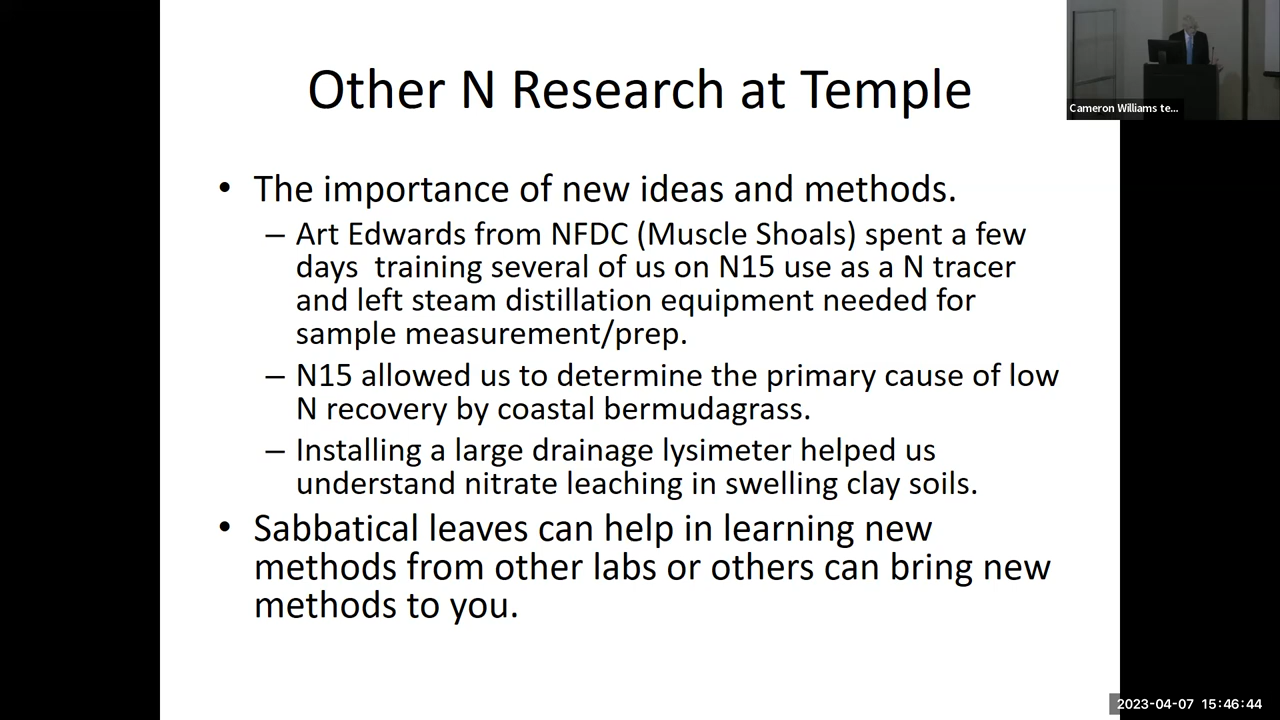 Other N Research at Temple
Cameron Williams te...
• The importance of new ideas and methods.
– Art Edwards from NFDC (Muscle Shoals) spent a few
days  training several of us on N15 use as a N tracer
and left steam distillation equipment needed for
sample measurement/prep.
– N15 allowed us to determine the primary cause of low
N recovery by coastal bermudagrass.
– Installing a large drainage lysimeter helped us
understand nitrate leaching in swelling clay soils.
• Sabbatical leaves can help in learning new
methods from other labs or others can bring new
methods to you.
2023-04-07 15:46:44